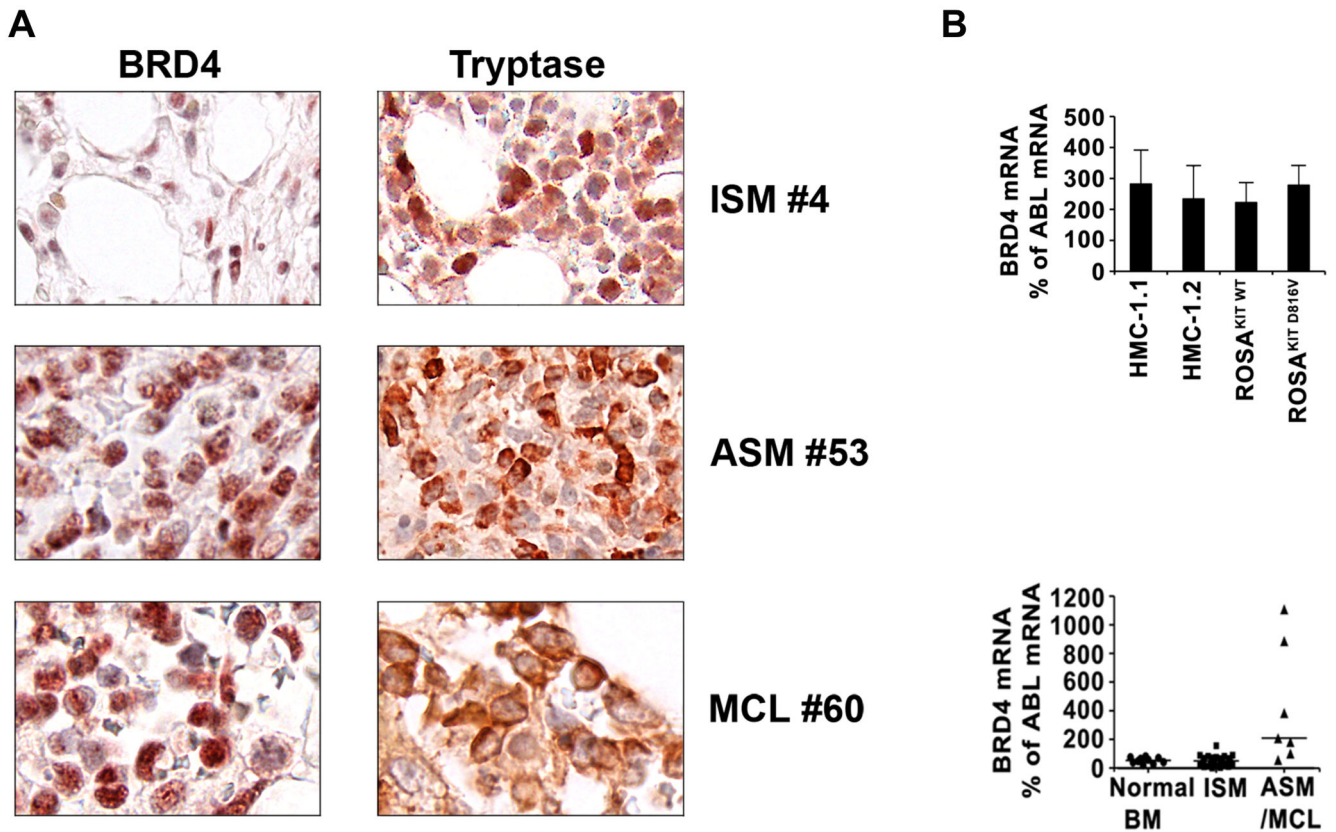 A
BRD4
Tryptase
ISM #4
ASM #53
MCL #60
B
BRD4 mRNA
% of ABL mRNA
500
400
300
200
100
0
HMC-1.1
HMC-1.2
ROSA^KIT WT
ROSA^KIT D816V
BRD4 mRNA
% of ABL mRNA
1200
1000
800
600
400
200
0
Normal BM
ISM
ASM /MCL